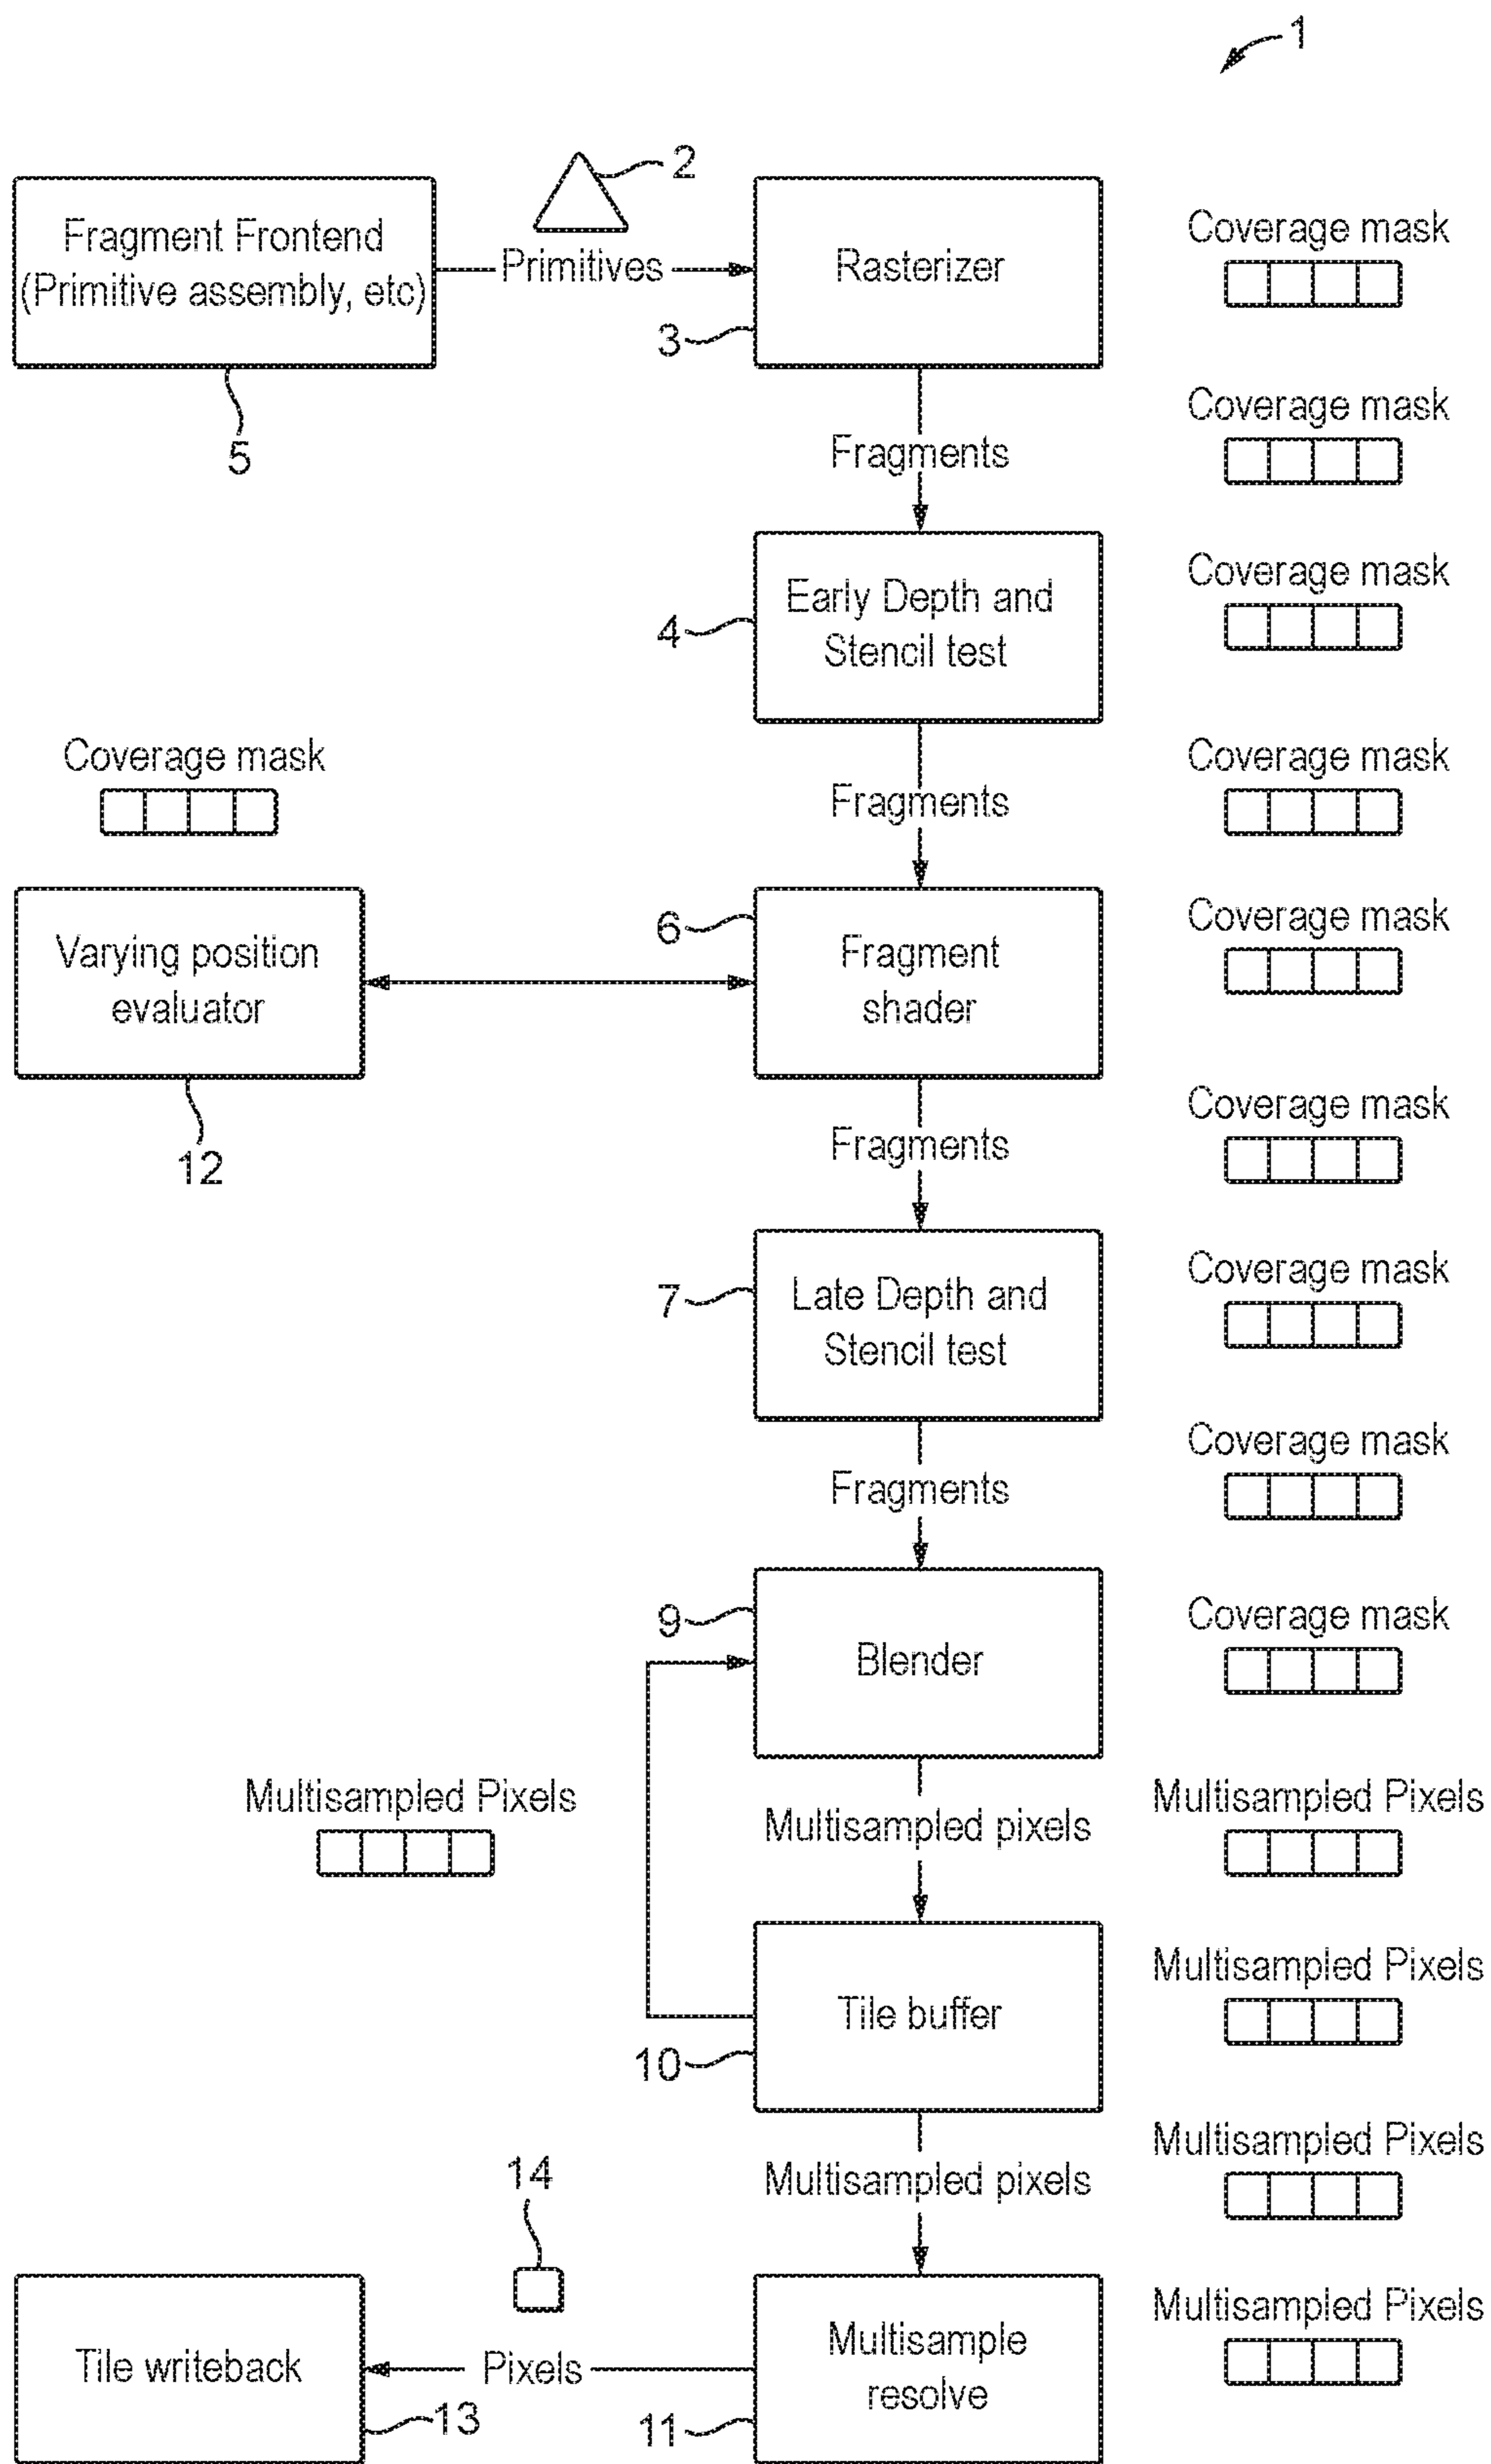 1
2
Fragment Frontend
(Primitive assembly, etc)
Primitives
Rasterizer
Coverage mask
3
5
Coverage mask
Fragments
Coverage mask
Early Depth and
Stencil test
4
Coverage mask
Coverage mask
Fragments
Coverage mask
6
Varying position
evaluator
Fragment
shader
12
Coverage mask
Fragments
Coverage mask
7
Late Depth and
Stencil test
Coverage mask
Fragments
Coverage mask
9
Blender
Multisampled Pixels
Multisampled pixels
Multisampled Pixels
Multisampled Pixels
Tile buffer
10
Multisampled Pixels
Multisampled pixels
14
Multisampled Pixels
Tile writeback
Pixels
Multisample
resolve
13
11